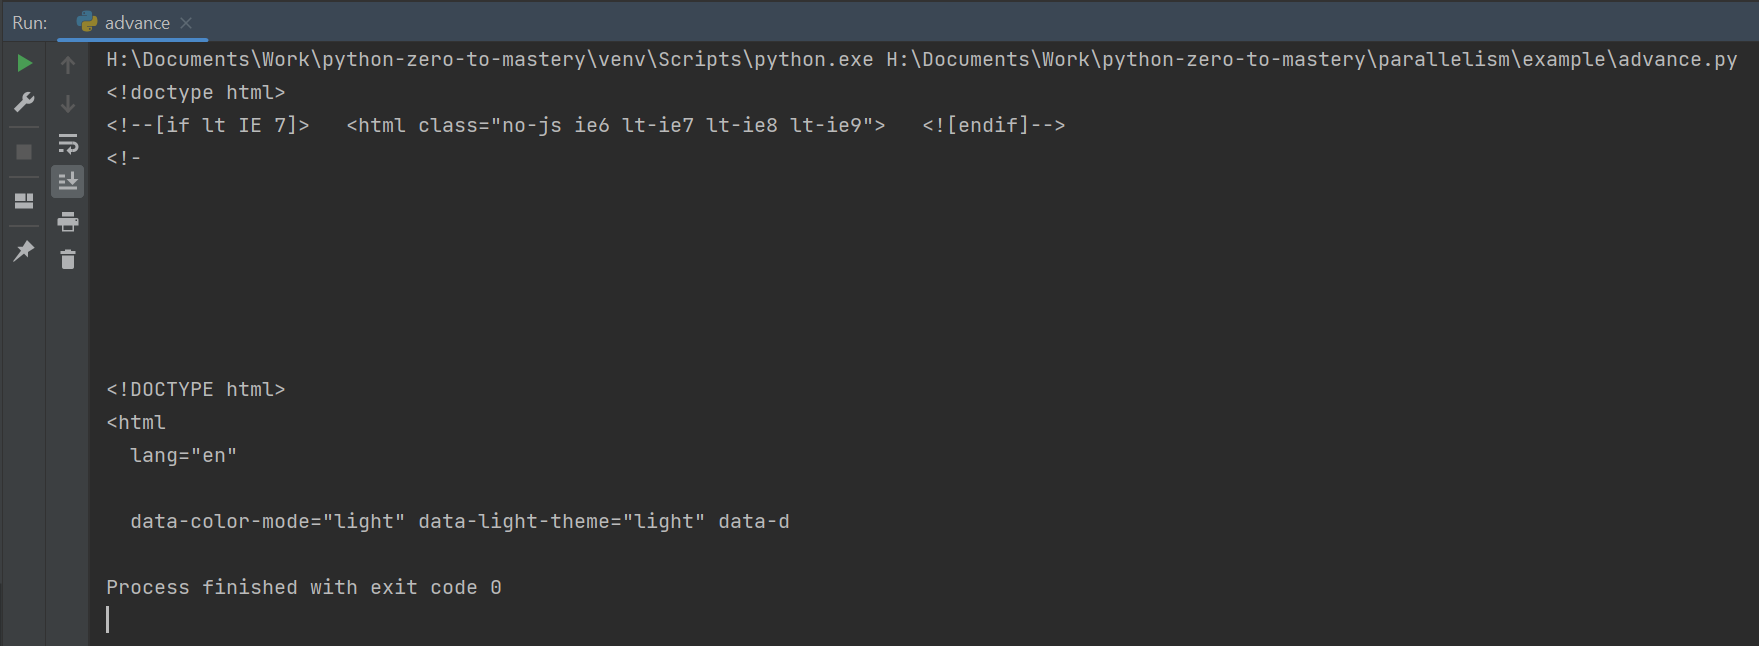 Run: advance
H:\Documents\Work\python-zero-to-mastery\venv\Scripts\python.exe H:\Documents\Work\python-zero-to-mastery\parallelism\example\advance.py
<!doctype html>
<!--[if lt IE 7]>   <html class="no-js ie6 lt-ie7 lt-ie8 lt-ie9">   <![endif]-->
<!-
<!DOCTYPE html>
<html
  lang="en"
  data-color-mode="light" data-light-theme="light" data-d
Process finished with exit code 0